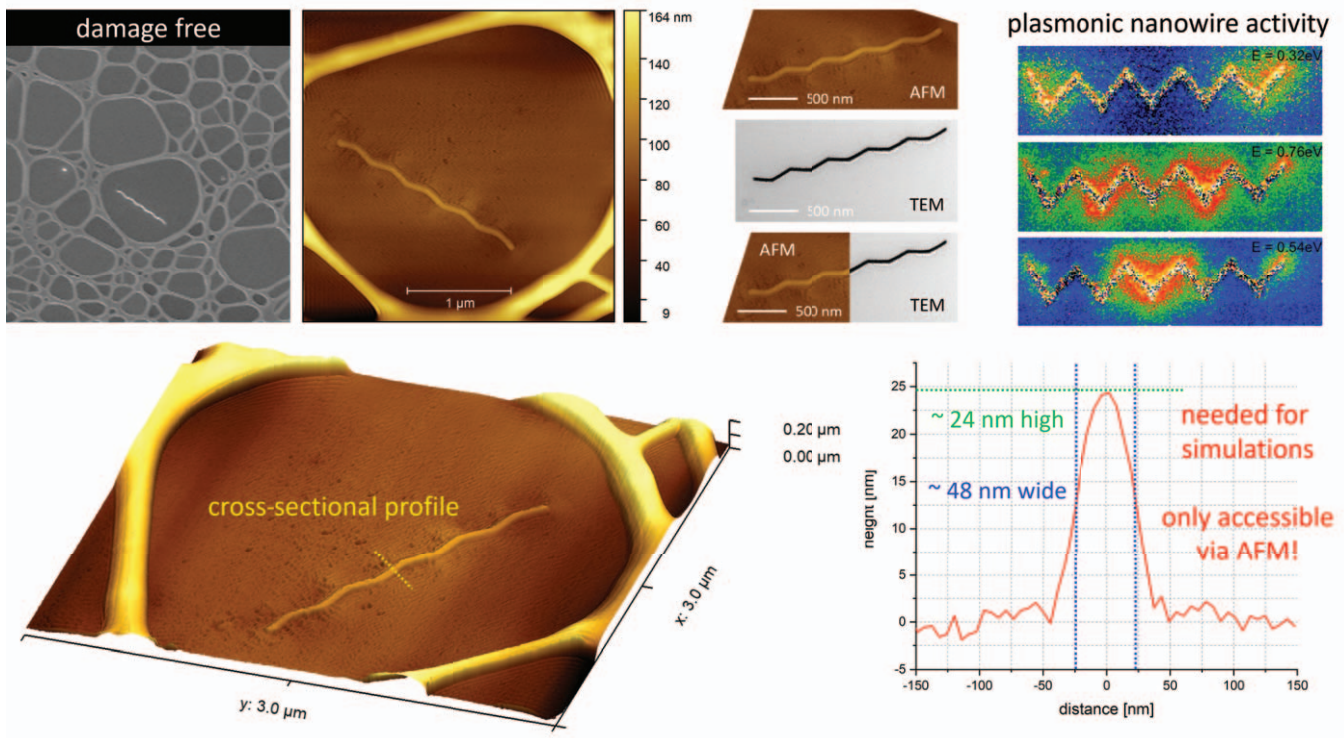 damage free
1 µm
164 nm
140
120
100
80
60
40
9
500 nm
AFM
500 nm
TEM
AFM
500 nm
TEM
plasmonic nanowire activity
E = 0.32eV
E = 0.76eV
E = 0.54eV
cross-sectional profile
0.20 µm
0.00 µm
x: 3.0 µm
y: 3.0 µm
25
20
15
10
5
0
-5
height [nm]
~ 24 nm high
~ 48 nm wide
needed for
simulations
only accessible
via AFM!
-150
-100
-50
0
50
100
150
distance [nm]